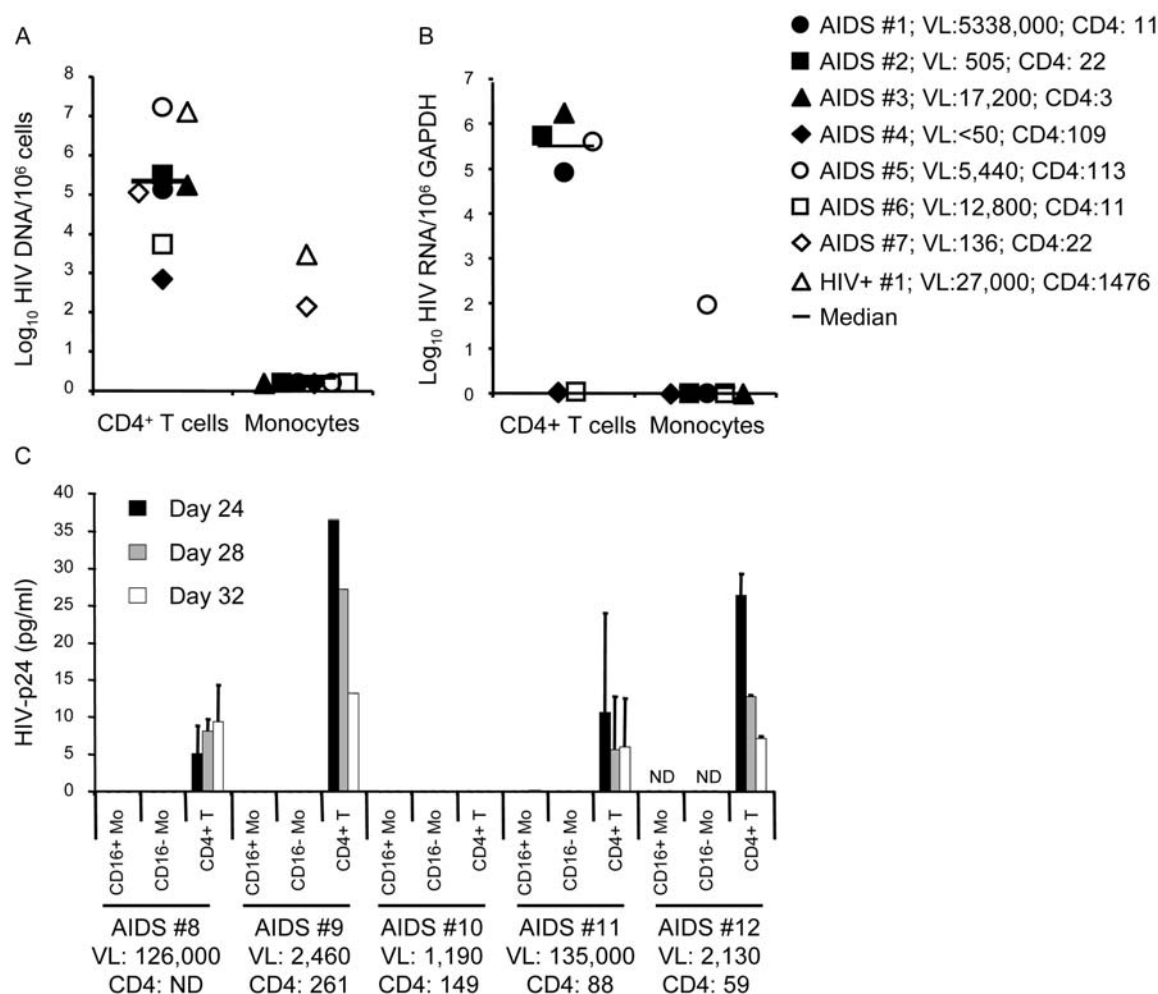 A
Log10 HIV DNA/10⁶ cells
8
7
6
5
4
3
2
1
0
CD4⁺ T cells
Monocytes
B
Log10 HIV RNA/10⁶ GAPDH
7
6
5
4
3
2
1
0
CD4+ T cells
Monocytes
AIDS #1; VL:5338,000; CD4: 11
AIDS #2; VL: 505; CD4: 22
AIDS #3; VL:17,200; CD4:3
AIDS #4; VL:<50; CD4:109
AIDS #5; VL:5,440; CD4:113
AIDS #6; VL:12,800; CD4:11
AIDS #7; VL:136; CD4:22
HIV+ #1; VL:27,000; CD4:1476
Median
C
HIV-p24 (pg/ml)
40
35
30
25
20
15
10
5
0
Day 24
Day 28
Day 32
ND
ND
CD16+ Mo
CD16- Mo
CD4+ T
CD16+ Mo
CD16- Mo
CD4+ T
CD16+ Mo
CD16- Mo
CD4+ T
CD16+ Mo
CD16- Mo
CD4+ T
CD16+ Mo
CD16- Mo
CD4+ T
AIDS #8
VL: 126,000
CD4: ND
AIDS #9
VL: 2,460
CD4: 261
AIDS #10
VL: 1,190
CD4: 149
AIDS #11
VL: 135,000
CD4: 88
AIDS #12
VL: 2,130
CD4: 59